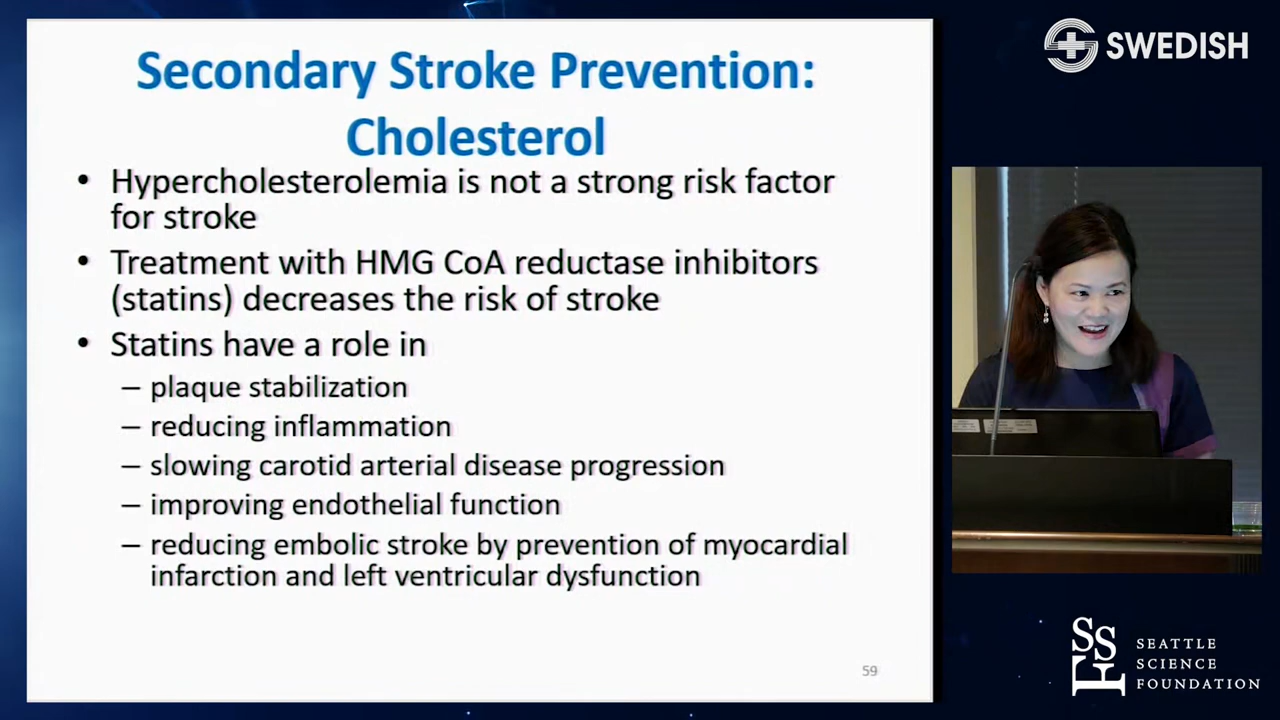 Secondary Stroke Prevention:
Cholesterol
• Hypercholesterolemia is not a strong risk factor
for stroke
• Treatment with HMG CoA reductase inhibitors
(statins) decreases the risk of stroke
• Statins have a role in
– plaque stabilization
– reducing inflammation
– slowing carotid arterial disease progression
– improving endothelial function
– reducing embolic stroke by prevention of myocardial
infarction and left ventricular dysfunction
59
SWEDISH
SSF
SEATTLE
SCIENCE
FOUNDATION